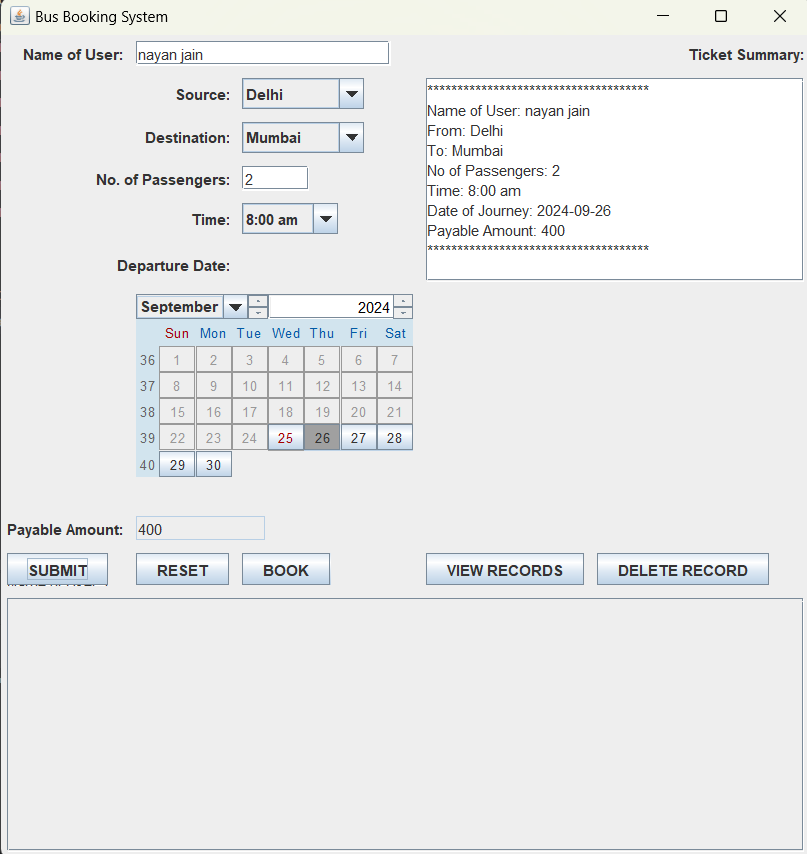 Bus Booking System
Name of User: nayan jain
Ticket Summary:
Source: Delhi
Destination: Mumbai
No. of Passengers: 2
Time: 8:00 am
Departure Date:
*************************************
Name of User: nayan jain
From: Delhi
To: Mumbai
No of Passengers: 2
Time: 8:00 am
Date of Journey: 2024-09-26
Payable Amount: 400
*************************************
September 2024
Sun Mon Tue Wed Thu Fri Sat
36 1 2 3 4 5 6 7
37 8 9 10 11 12 13 14
38 15 16 17 18 19 20 21
39 22 23 24 25 26 27 28
40 29 30
Payable Amount: 400
SUBMIT RESET BOOK VIEW RECORDS DELETE RECORD